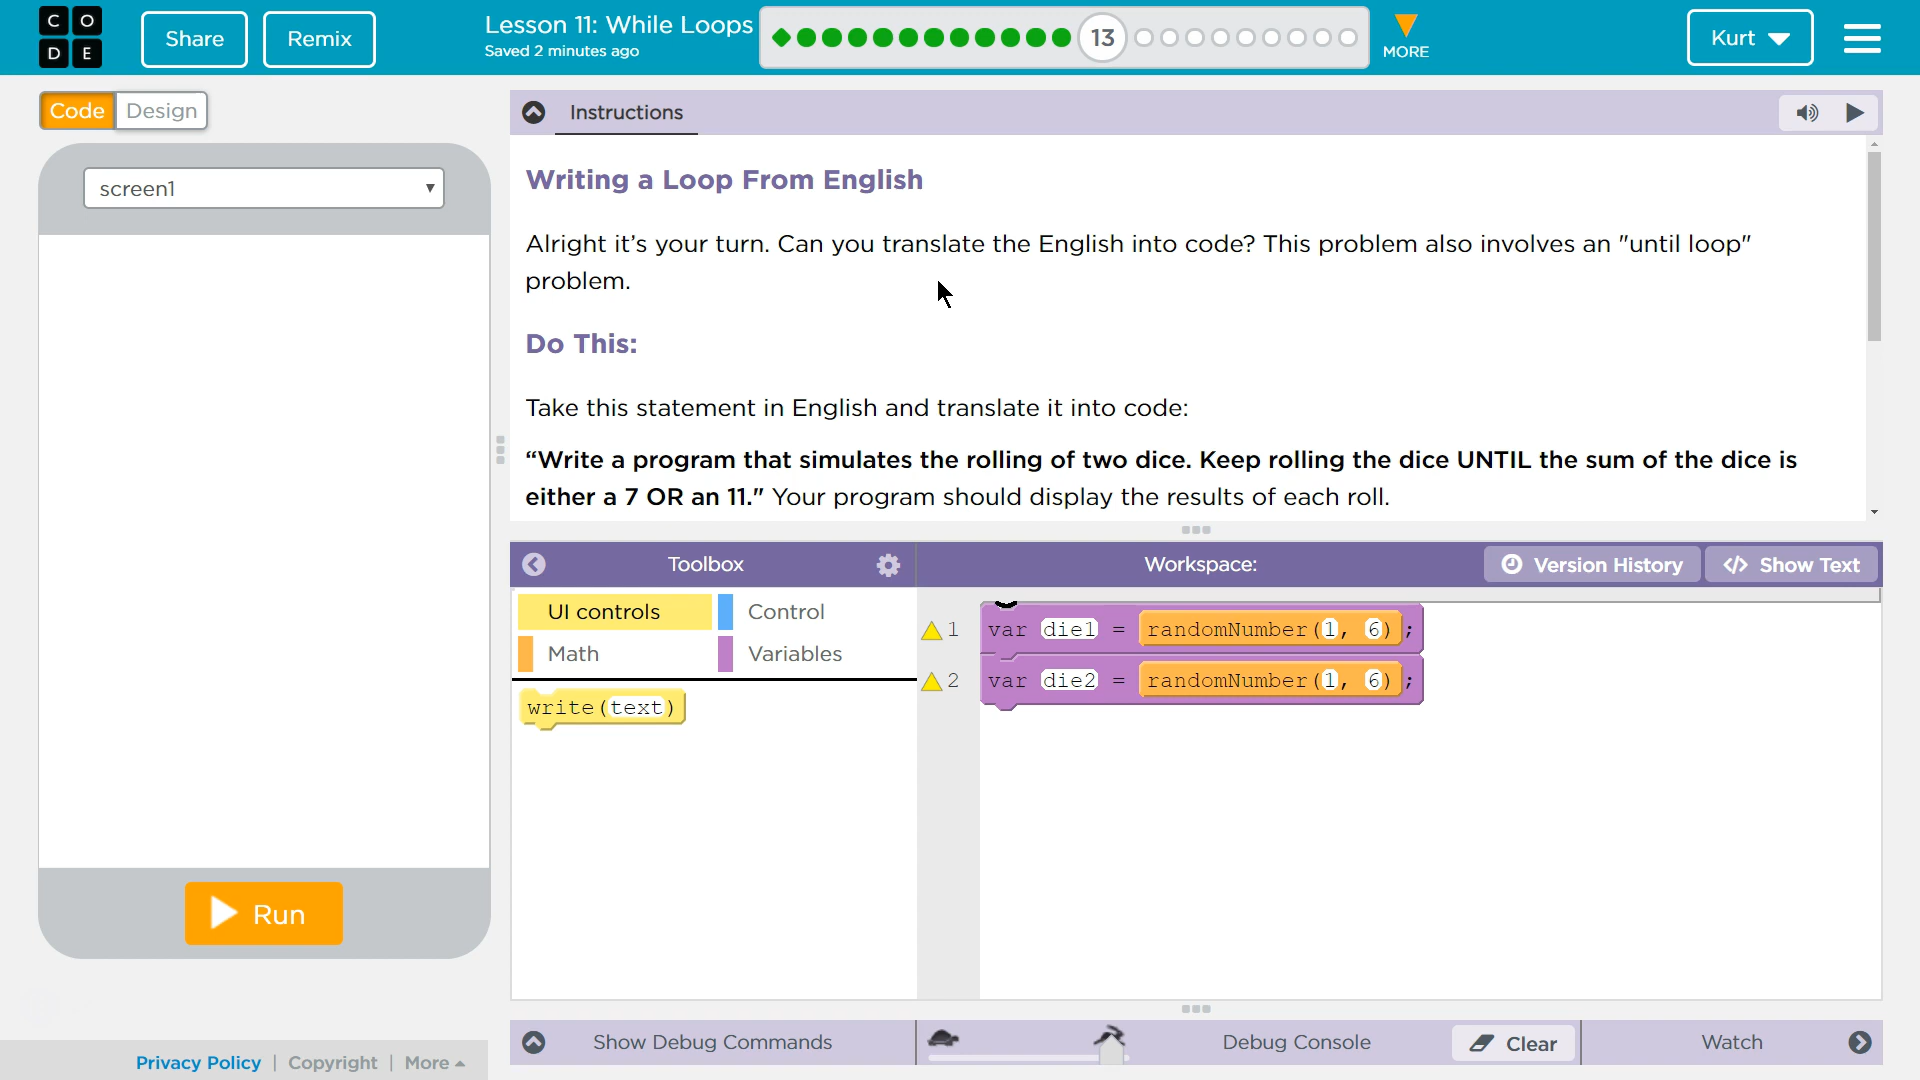 CODE
Share
Remix
Lesson 11: While Loops
Saved 2 minutes ago
13
MORE
Kurt
Code
Design
screen1
Instructions
Writing a Loop From English
Alright it’s your turn. Can you translate the English into code? This problem also involves an "until loop"
problem.
Do This:
Take this statement in English and translate it into code:
“Write a program that simulates the rolling of two dice. Keep rolling the dice UNTIL the sum of the dice is
either a 7 OR an 11." Your program should display the results of each roll.
Toolbox
Workspace:
Version History
</> Show Text
UI controls
Control
Math
Variables
write(text)
1 var die1 = randomNumber(1, 6);
2 var die2 = randomNumber(1, 6);
Run
Show Debug Commands
Debug Console
Clear
Watch
Privacy Policy | Copyright | More